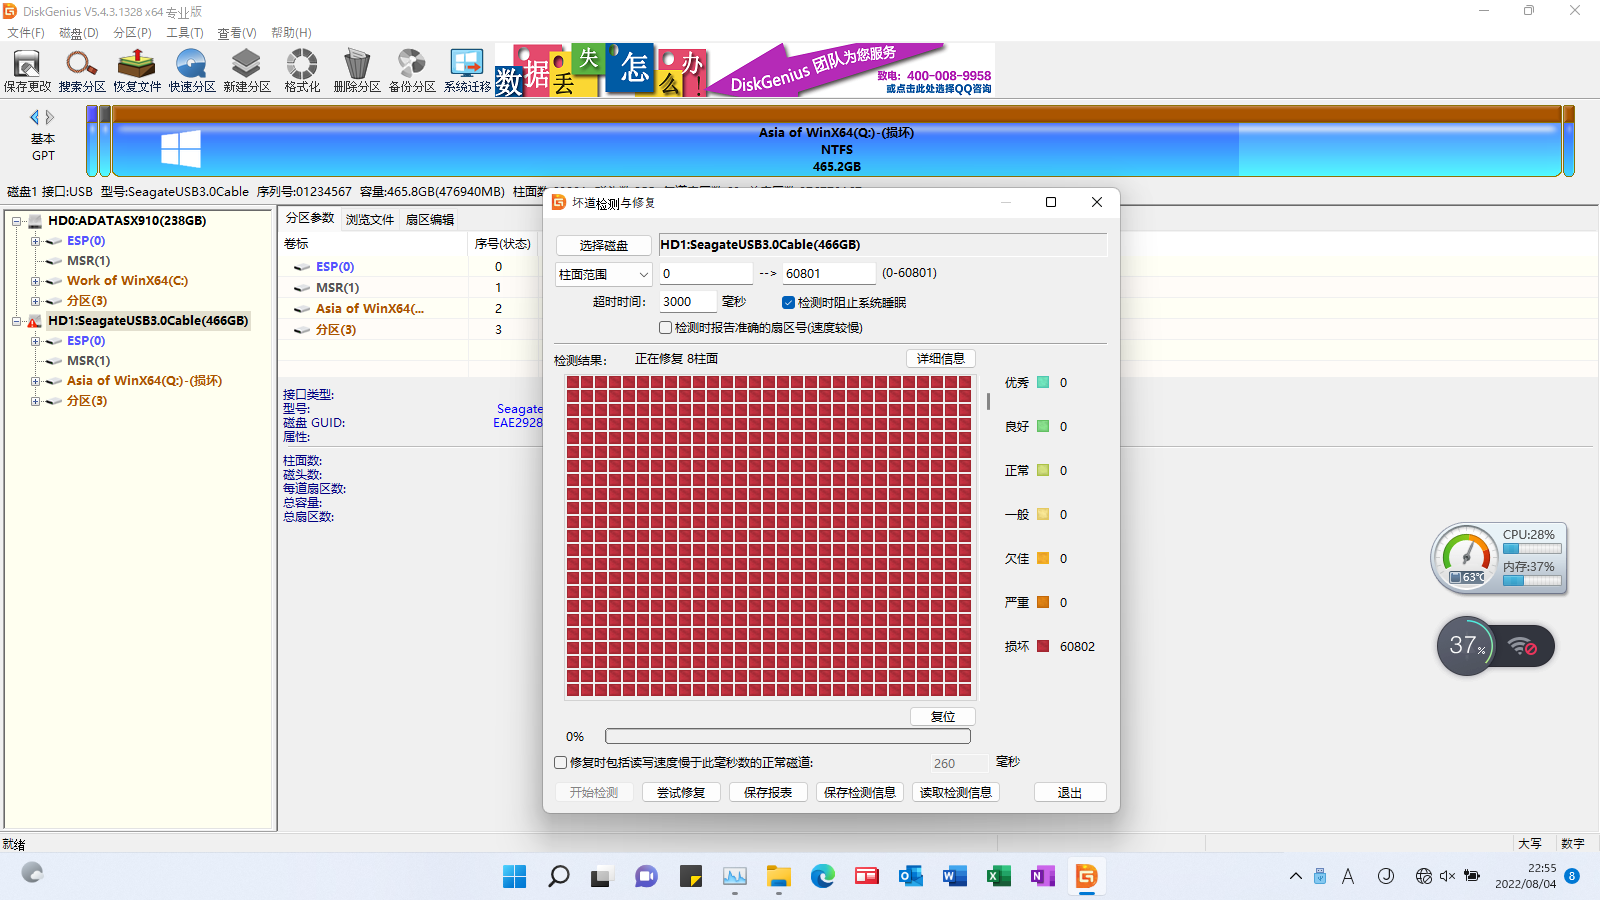 DiskGenius V5.4.3.1328 x64 专业版
文件(F) 磁盘(D) 分区(P) 工具(T) 查看(V) 帮助(H)
保存更改 搜索分区 恢复文件 快速分区 新建分区 格式化 删除分区 备份分区 系统迁移
数据丢失怎么办!
DiskGenius 团队为您服务
致电：400-008-9958
或点击此处选择QQ咨询
基本
GPT
Asia of WinX64(Q:)-(损坏)
NTFS
465.2GB
磁盘1 接口:USB 型号:SeagateUSB3.0Cable 序列号:01234567 容量:465.8GB(476940MB)
HD0:ADATASX910(238GB)
ESP(0)
MSR(1)
Work of WinX64(C:)
分区(3)
HD1:SeagateUSB3.0Cable(466GB)
ESP(0)
MSR(1)
Asia of WinX64(Q:)-(损坏)
分区(3)
分区参数 浏览文件 扇区编辑
卷标 序号(状态)
ESP(0) 0
MSR(1) 1
Asia of WinX64(... 2
分区(3) 3
接口类型:
型号: Seagate
磁盘 GUID: EAE2928
属性:
柱面数:
磁头数:
每道扇区数:
总容量:
总扇区数:
坏道检测与修复
选择磁盘 HD1:SeagateUSB3.0Cable(466GB)
柱面范围 0 --> 60801 (0-60801)
超时时间: 3000 毫秒 检测时阻止系统睡眠
检测时报告准确的扇区号(速度较慢)
检测结果: 正在修复 8柱面 详细信息
优秀 0
良好 0
正常 0
一般 0
欠佳 0
严重 0
损坏 60802
复位
0%
修复时包括读写速度慢于此毫秒数的正常磁道: 260 毫秒
开始检测 尝试修复 保存报表 保存检测信息 读取检测信息 退出
CPU:28%
内存:37%
63℃
37%
就绪 大写 数字
22:55
2022/08/04
8